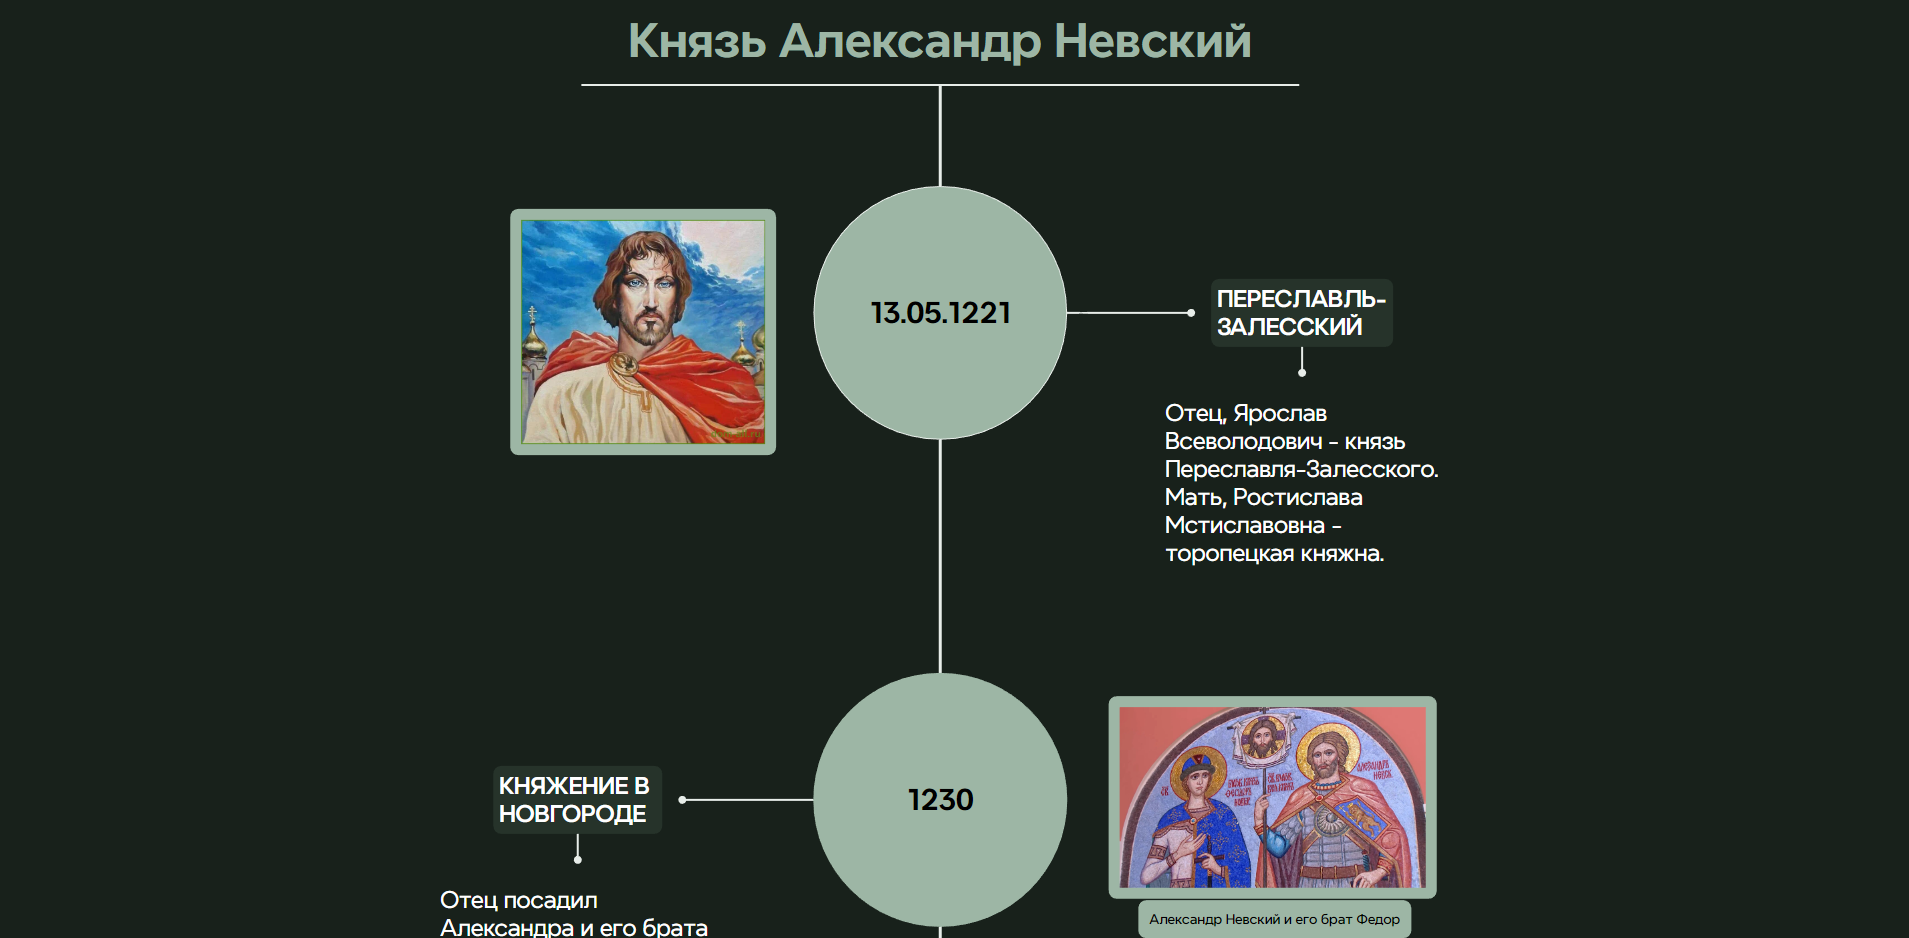 Князь Александр Невский
13.05.1221
ПЕРЕСЛАВЛЬ-
ЗАЛЕССКИЙ
Отец, Ярослав
Всеволодович - князь
Переславля-Залесского.
Мать, Ростислава
Мстиславовна -
торопецкая княжна.
КНЯЖЕНИЕ В
НОВГОРОДЕ
1230
Отец посадил
Александра и его брата
Александр Невский и его брат Федор